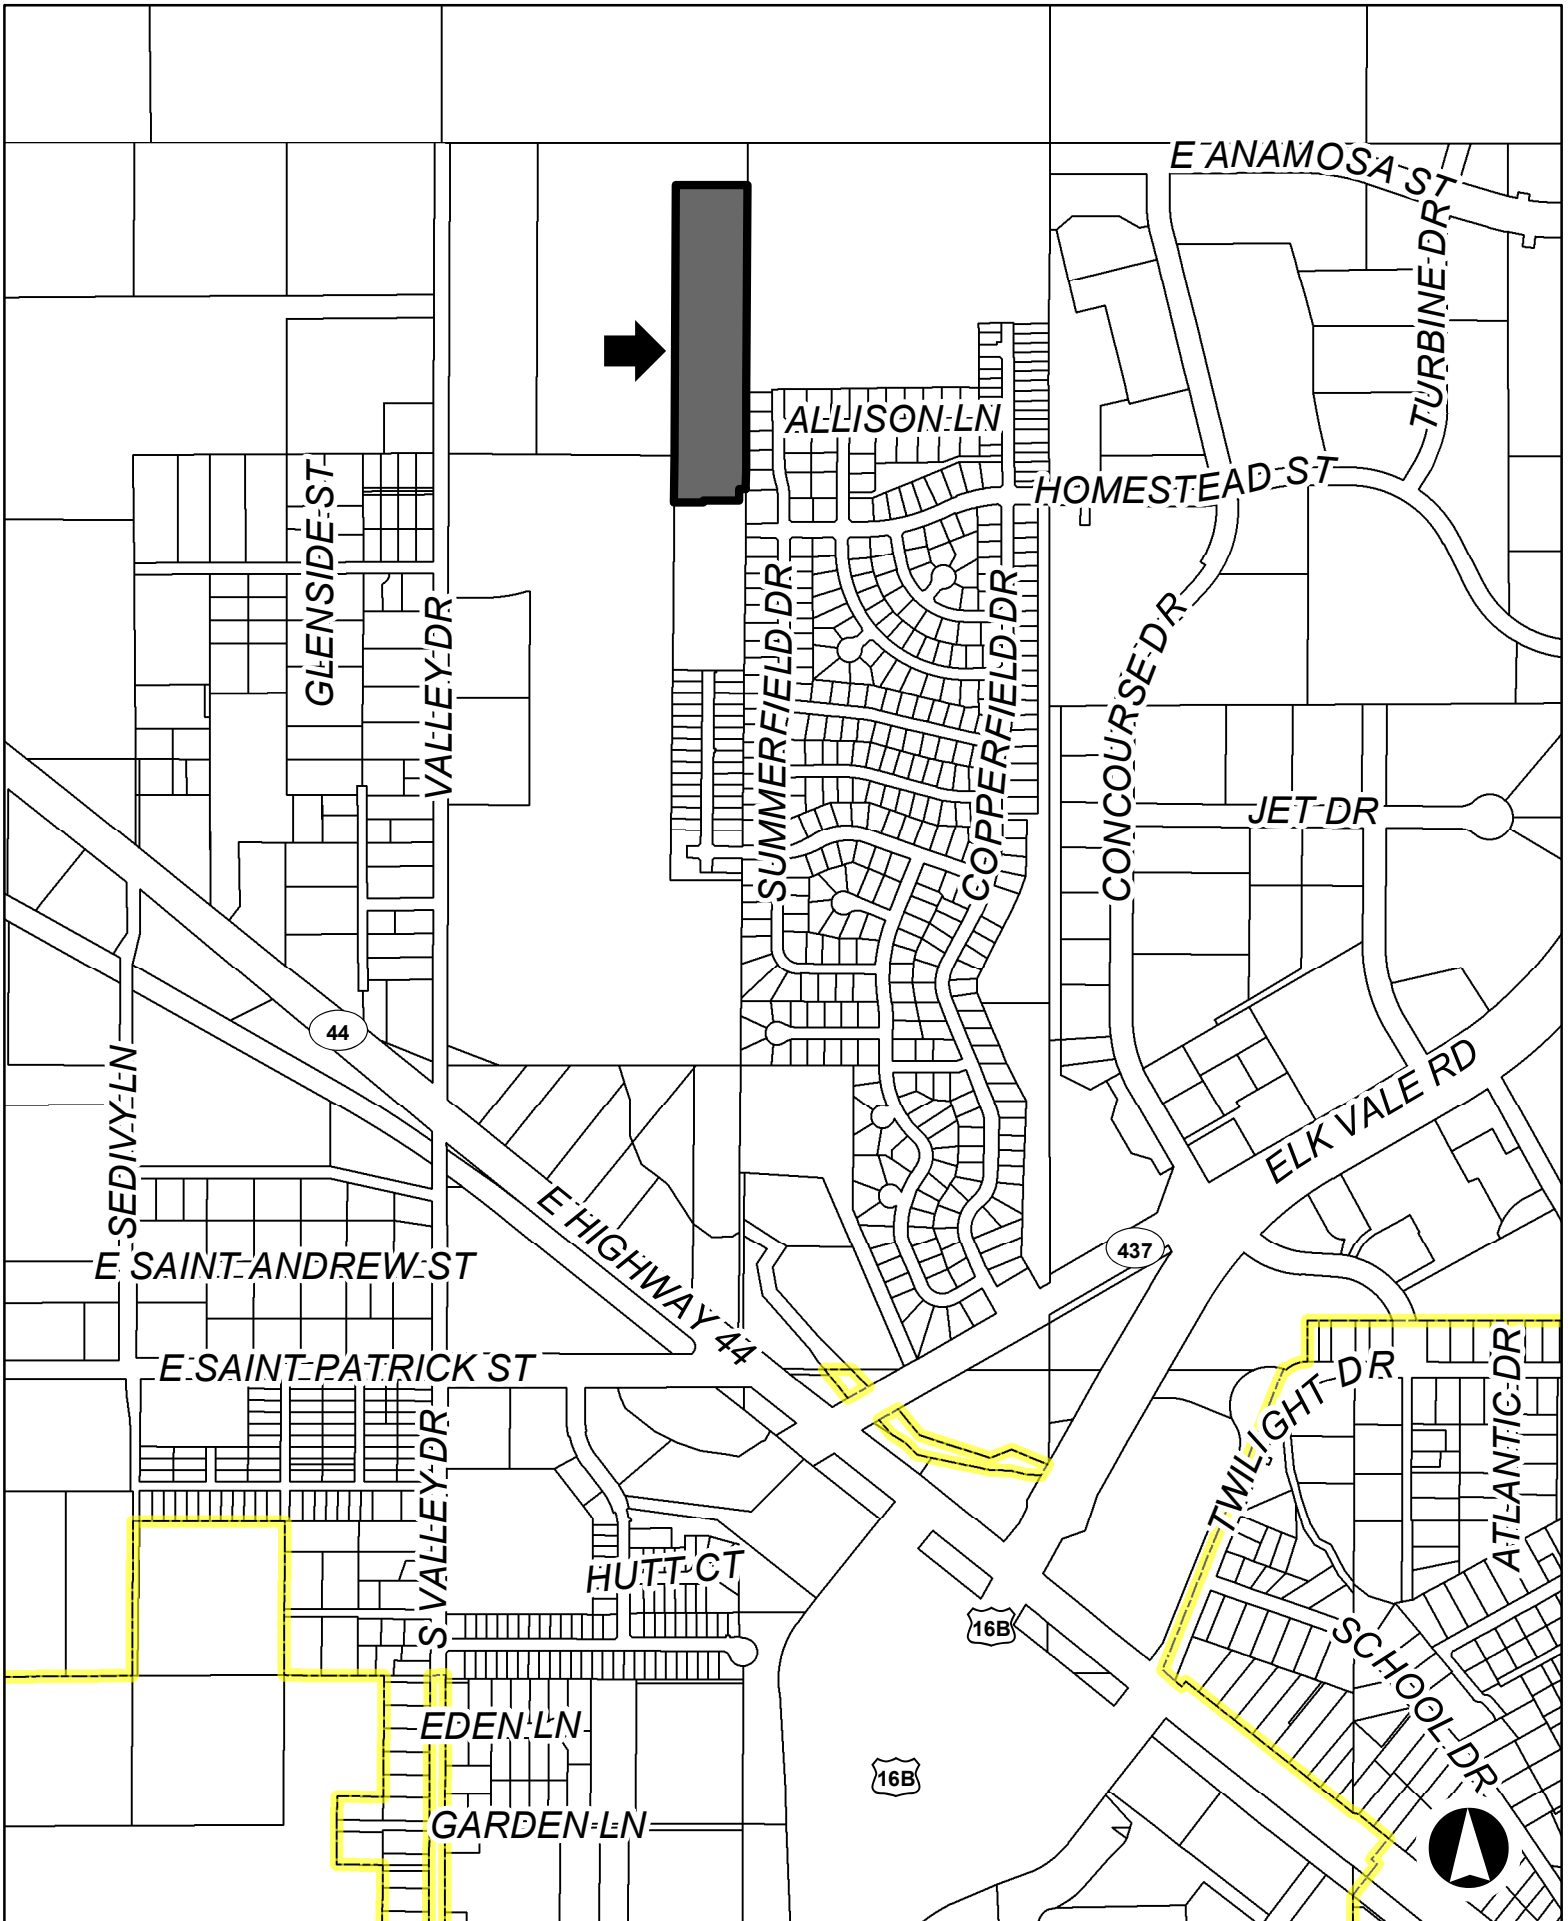 E ANAMOSA ST
TURBINE DR
ALLISON LN
HOMESTEAD ST
GLENSIDE ST
VALLEY DR
SUMMERFIELD DR
COPPERFIELD DR
CONCOURSE DR
JET DR
44
SEDIVY LN
ELK VALE RD
E HIGHWAY 44
437
E SAINT ANDREW ST
E SAINT PATRICK ST
TWILIGHT DR
ATLANTIC DR
S VALLEY DR
HUTT CT
16B
SCHOOL DR
EDEN LN
16B
GARDEN LN